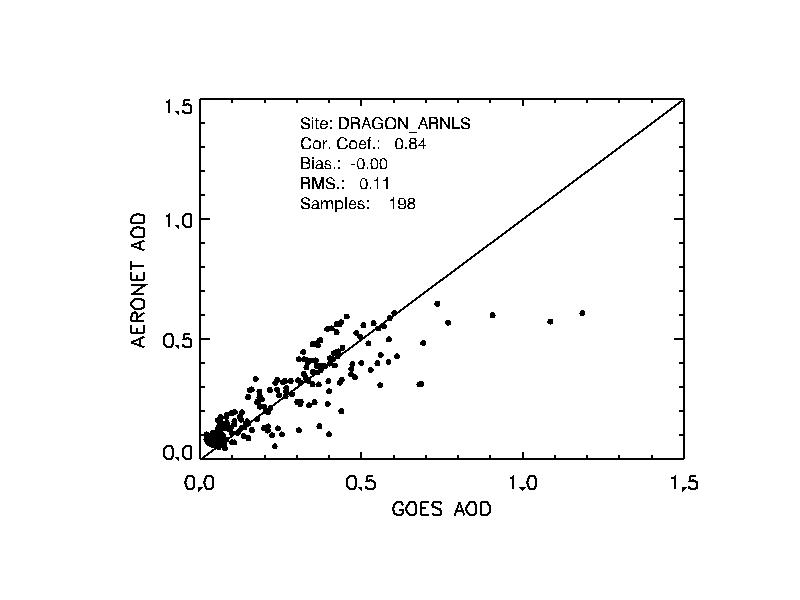 1.5
Site: DRAGON_ARNLS
Cor. Coef.: 0.84
Bias.: -0.00
RMS.: 0.11
Samples: 198
1.0
AERONET AOD
0.5
0.0
0.0 0.5 1.0 1.5
GOES AOD